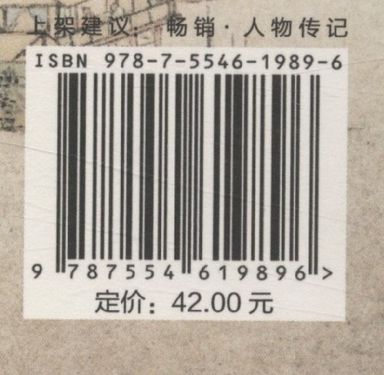 上架建议：畅销·人物传记
ISBN 978-7-5546-1989-6
9 787554 619896 >
定价：42.00 元